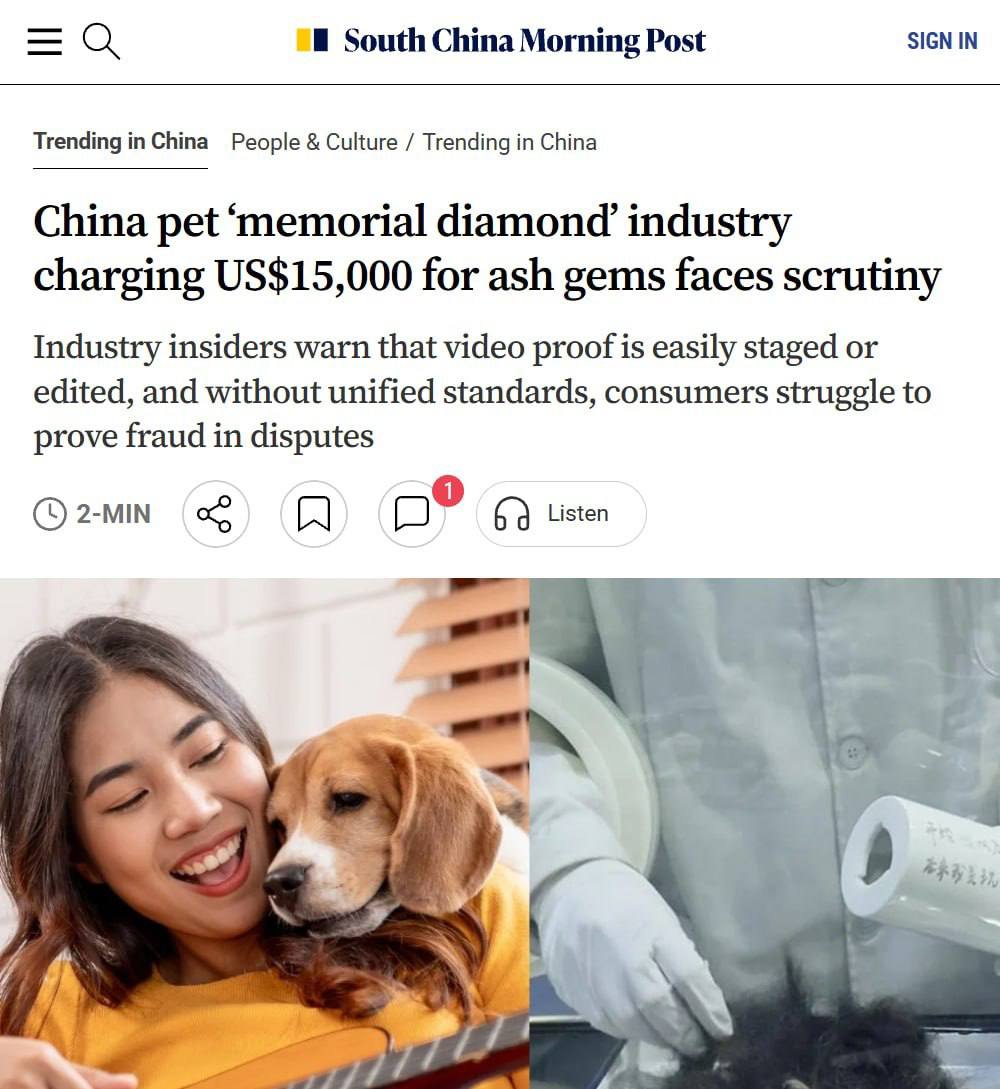 South China Morning Post
SIGN IN
Trending in China People & Culture / Trending in China
China pet ‘memorial diamond’ industry
charging US$15,000 for ash gems faces scrutiny
Industry insiders warn that video proof is easily staged or
edited, and without unified standards, consumers struggle to
prove fraud in disputes
2-MIN
1
Listen